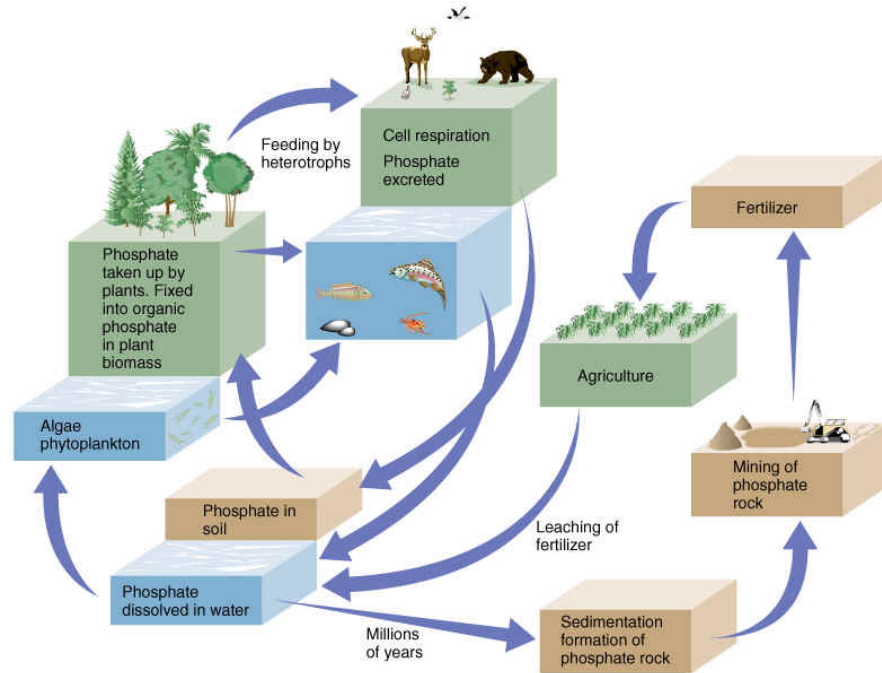 Feeding by
heterotrophs
Cell respiration
Phosphate
excreted
Fertilizer
Phosphate
taken up by
plants. Fixed
into organic
phosphate
in plant
biomass
Agriculture
Algae
phytoplankton
Mining of
phosphate
rock
Phosphate in
soil
Leaching of
fertilizer
Phosphate
dissolved in water
Millions
of years
Sedimentation
formation of
phosphate rock